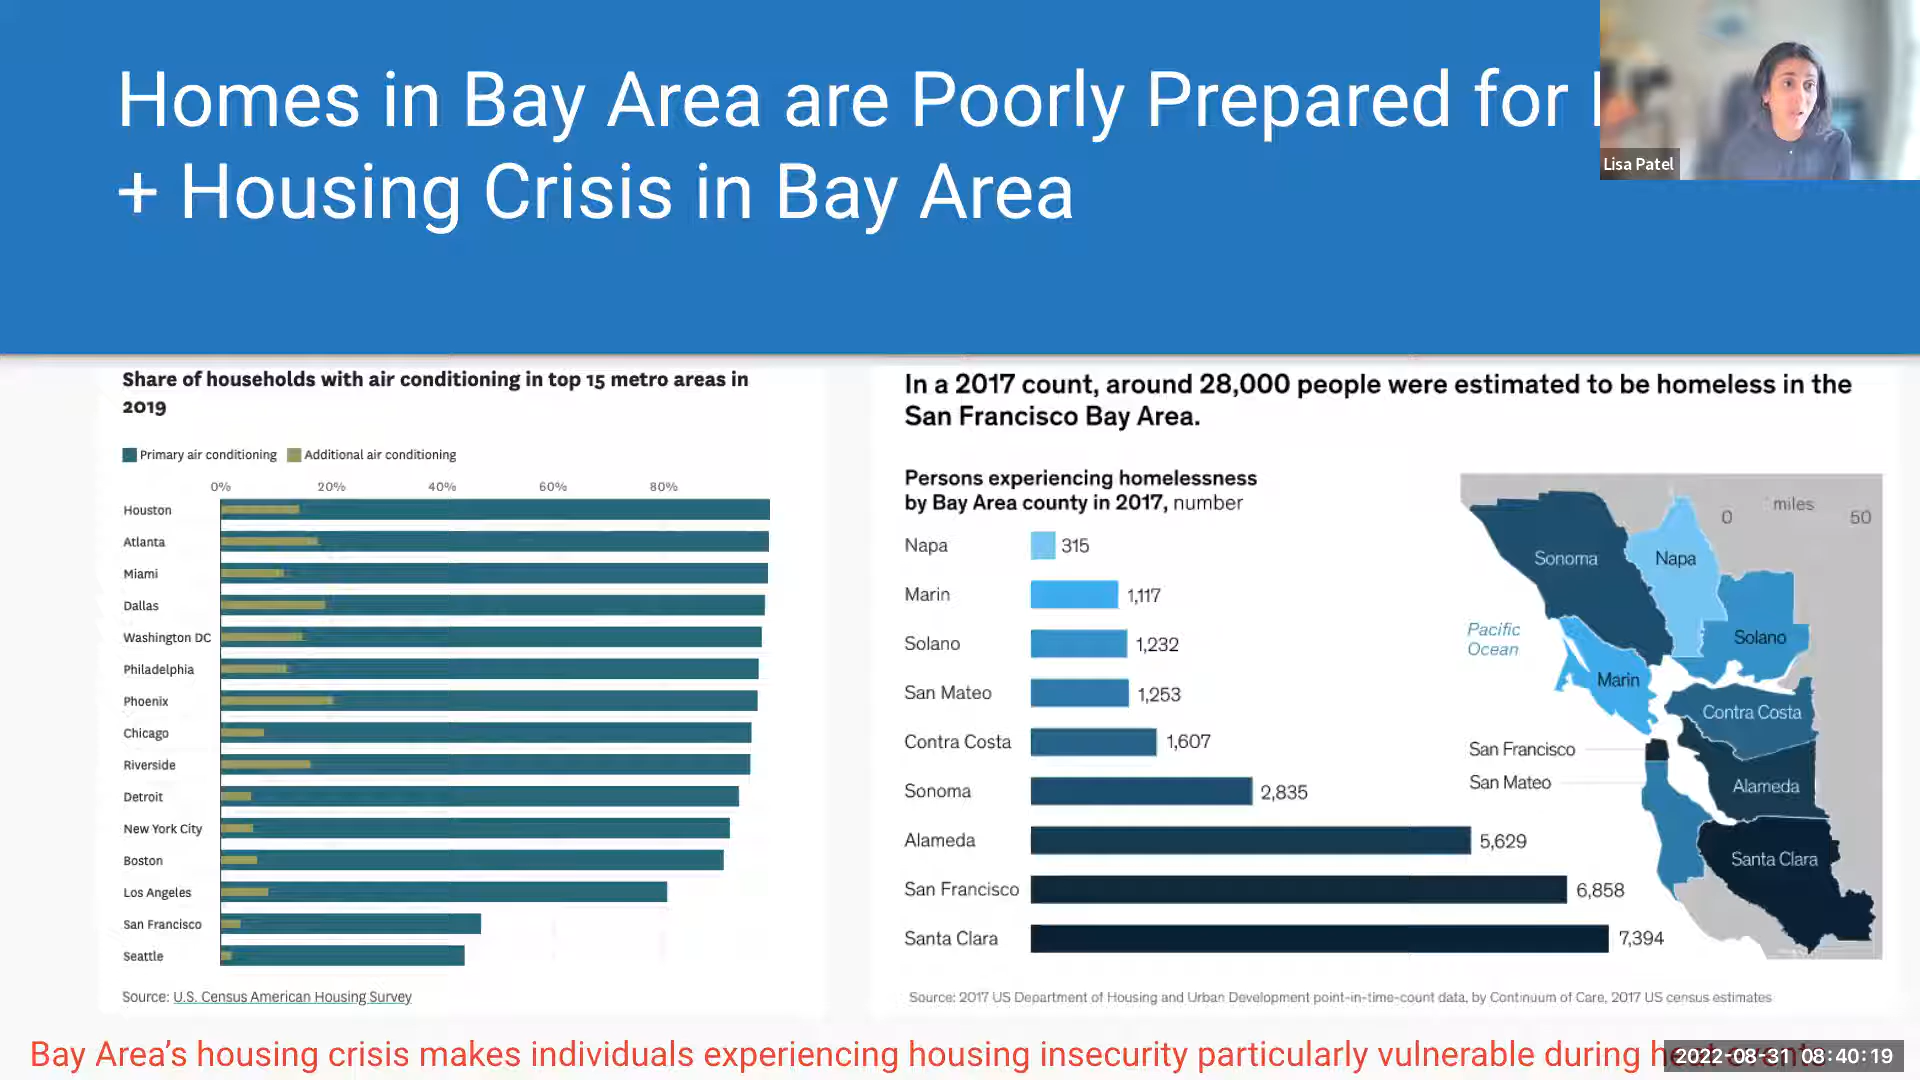 Homes in Bay Area are Poorly Prepared for
+ Housing Crisis in Bay Area
Lisa Patel
Share of households with air conditioning in top 15 metro areas in
2019
Primary air conditioning Additional air conditioning
0% 20% 40% 60% 80%
Houston
Atlanta
Miami
Dallas
Washington DC
Philadelphia
Phoenix
Chicago
Riverside
Detroit
New York City
Boston
Los Angeles
San Francisco
Seattle
Source: U.S. Census American Housing Survey
In a 2017 count, around 28,000 people were estimated to be homeless in the
San Francisco Bay Area.
Persons experiencing homelessness
by Bay Area county in 2017, number
Napa 315
Marin 1,117
Solano 1,232
San Mateo 1,253
Contra Costa 1,607
Sonoma 2,835
Alameda 5,629
San Francisco 6,858
Santa Clara 7,394
miles
0 50
Sonoma
Napa
Pacific
Ocean
Solano
Marin
Contra Costa
San Francisco
San Mateo
Alameda
Santa Clara
Source: 2017 US Department of Housing and Urban Development point-in-time-count data, by Continuum of Care, 2017 US census estimates
Bay Area's housing crisis makes individuals experiencing housing insecurity particularly vulnerable during
2022-08-31 08:40:19